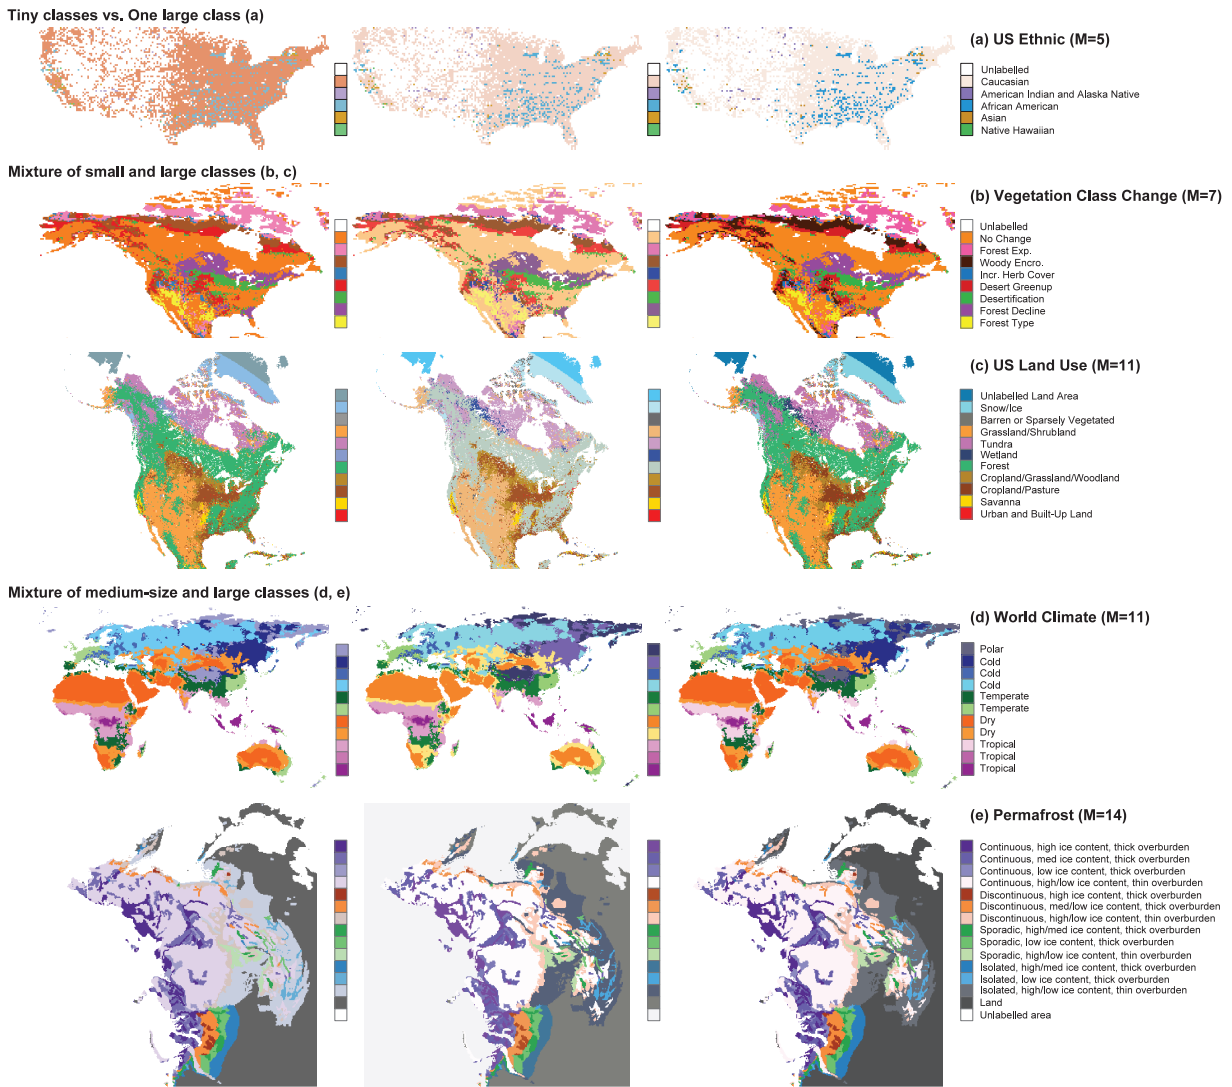 Tiny classes vs. One large class (a)
(a) US Ethnic (M=5)
Unlabelled
Caucasian
American Indian and Alaska Native
African American
Asian
Native Hawaiian
Mixture of small and large classes (b, c)
(b) Vegetation Class Change (M=7)
Unlabelled
No Change
Forest Exp.
Woody Encro.
Incr. Herb Cover
Desert Greenup
Desertification
Forest Decline
Forest Type
(c) US Land Use (M=11)
Unlabelled Land Area
Snow/Ice
Barren or Sparsely Vegetated
Grassland/Shrubland
Tundra
Wetland
Forest
Cropland/Grassland/Woodland
Cropland/Pasture
Savanna
Urban and Built-Up Land
Mixture of medium-size and large classes (d, e)
(d) World Climate (M=11)
Polar
Cold
Cold
Cold
Temperate
Temperate
Dry
Dry
Tropical
Tropical
Tropical
(e) Permafrost (M=14)
Continuous, high ice content, thick overburden
Continuous, med ice content, thick overburden
Continuous, low ice content, thick overburden
Continuous, high/low ice content, thin overburden
Discontinuous, high ice content, thick overburden
Discontinuous, med/low ice content, thick overburden
Discontinuous, high/low ice content, thin overburden
Sporadic, high/med ice content, thick overburden
Sporadic, low ice content, thick overburden
Sporadic, high/low ice content, thin overburden
Isolated, high/med ice content, thick overburden
Isolated, low ice content, thick overburden
Isolated, high/low ice content, thin overburden
Land
Unlabelled area